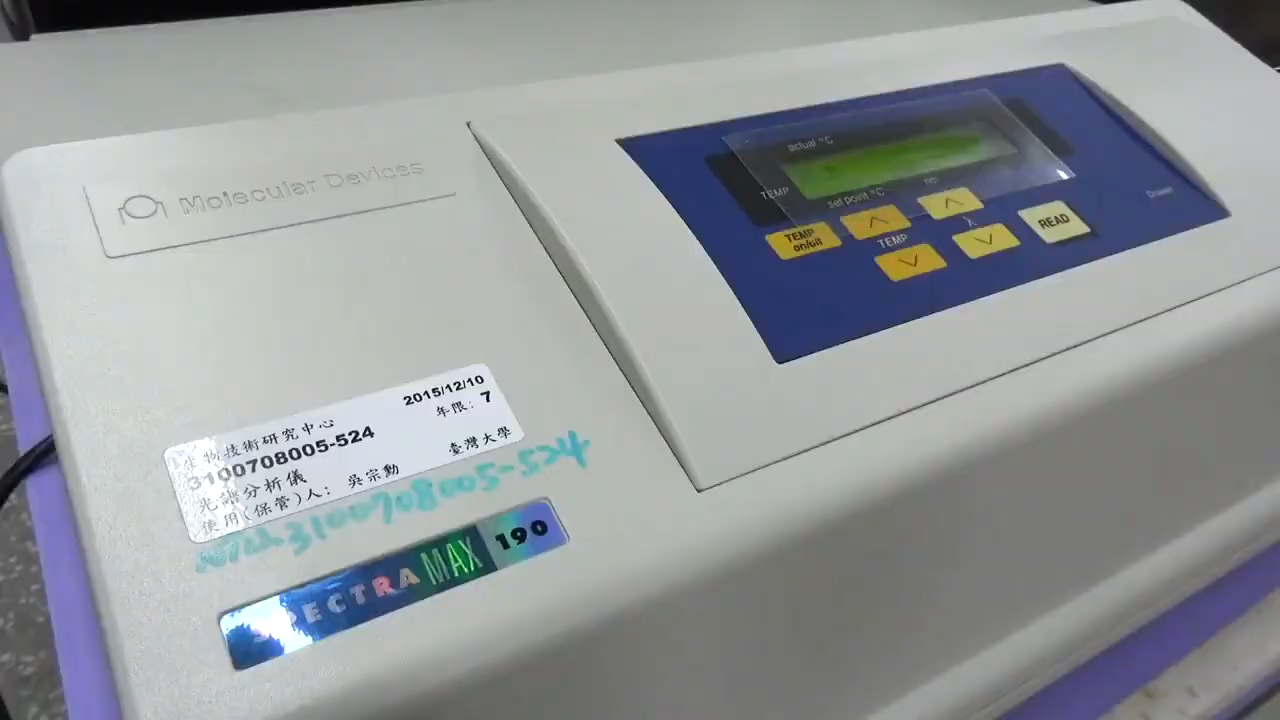 Molecular Devices
actual °C
TEMP
set point °C
nm
TEMP on/off
TEMP
λ
READ
Drawer
2015/12/10
生物技術研究中心
年限: 7
3100708005-524
光譜分析儀
臺灣大學
使用(保管)人: 吳宗勳
3100708005-524
SPECTRAMAX 190